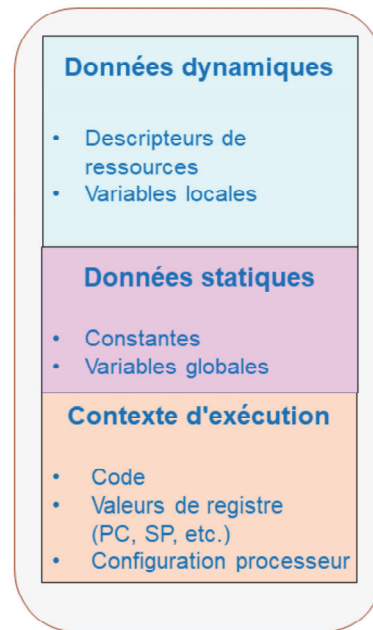 Données dynamiques
• Descripteurs de
ressources
• Variables locales
Données statiques
• Constantes
• Variables globales
Contexte d'exécution
• Code
• Valeurs de registre
(PC, SP, etc.)
• Configuration processeur